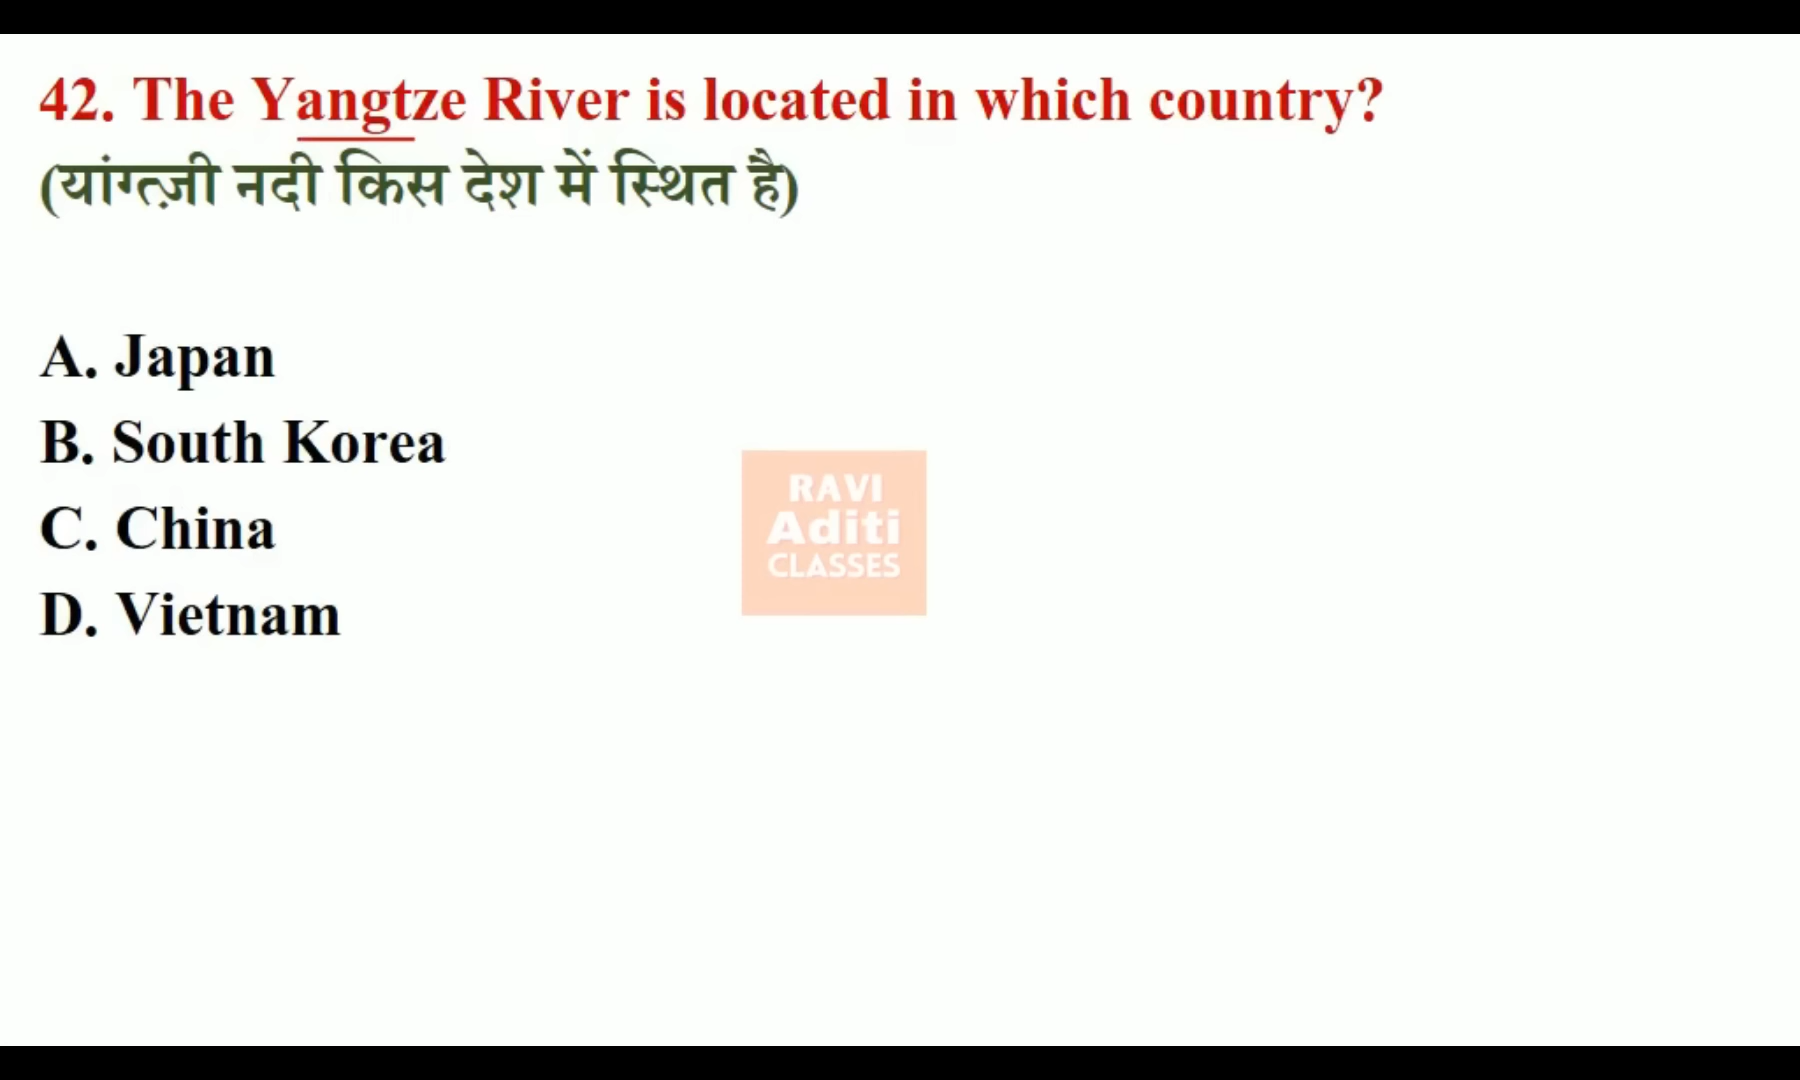 42. The Yangtze River is located in which country?
(यांग्त्ज़ी नदी किस देश में स्थित है)
A. Japan
B. South Korea
C. China
D. Vietnam
RAVI
Aditi
CLASSES